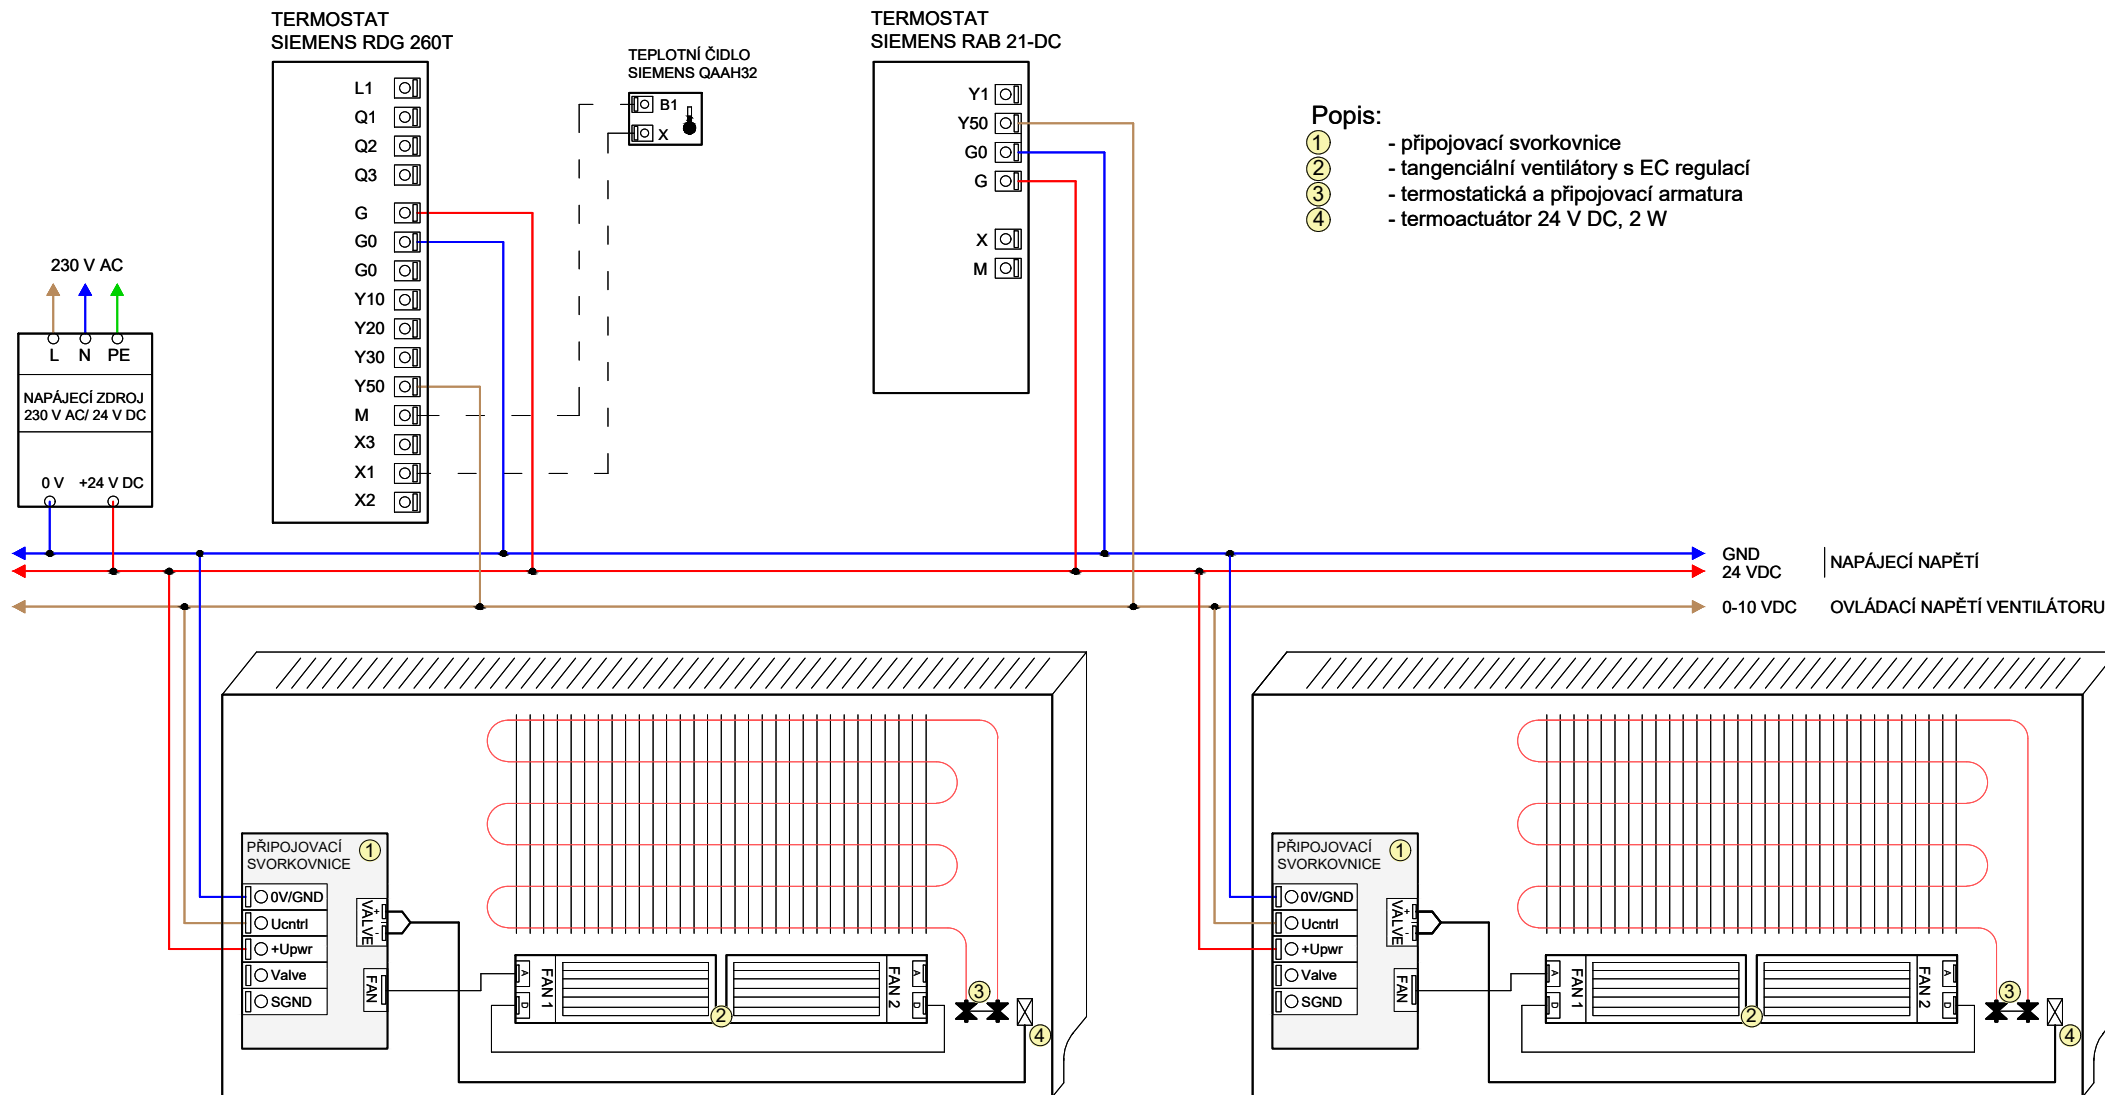 TERMOSTAT
SIEMENS RDG 260T
L1
Q1
Q2
Q3
G
G0
G0
Y10
Y20
Y30
Y50
M
X3
X1
X2
TEPLOTNÍ ČIDLO
SIEMENS QAAH32
B1
X
TERMOSTAT
SIEMENS RAB 21-DC
Y1
Y50
G0
G
X
M
Popis:
1 - připojovací svorkovnice
2 - tangenciální ventilátory s EC regulací
3 - termostatická a připojovací armatura
4 - termoactuátor 24 V DC, 2 W
230 V AC
L N PE
NAPÁJECÍ ZDROJ
230 V AC/ 24 V DC
0 V +24 V DC
GND
24 VDC
NAPÁJECÍ NAPĚTÍ
0-10 VDC OVLÁDACÍ NAPĚTÍ VENTILÁTORU
PŘIPOJOVACÍ
SVORKOVNICE
1
0V/GND
Ucntrl
+Upwr
Valve
SGND
VALVE
+
-
FAN
A
D
FAN 1
FAN 2
A
D
2
3
4
PŘIPOJOVACÍ
SVORKOVNICE
1
0V/GND
Ucntrl
+Upwr
Valve
SGND
VALVE
+
-
FAN
A
D
FAN 1
FAN 2
A
D
2
3
4